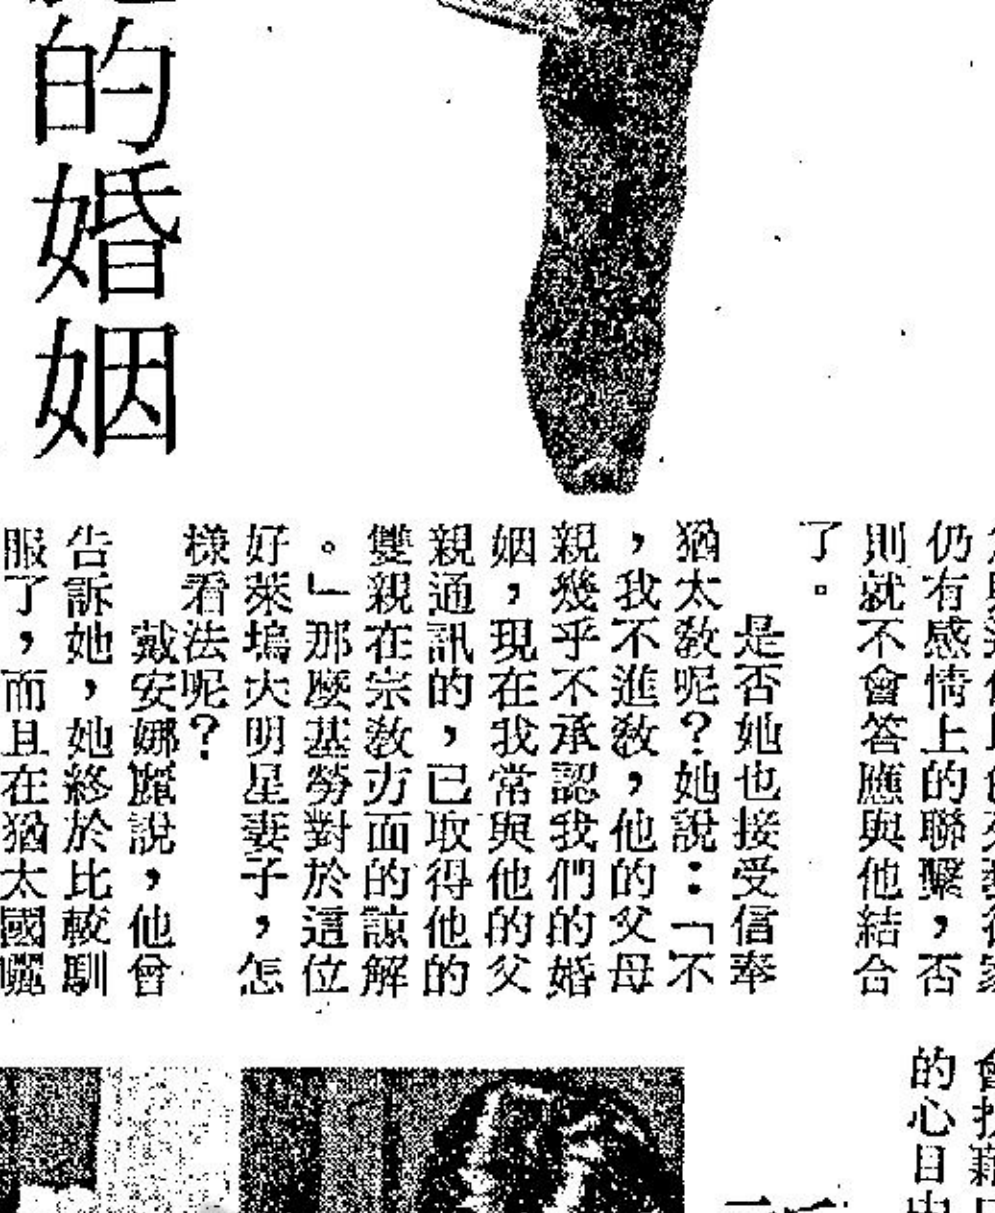 的婚姻
仍有感情上的聯繫，否
則就不會答應與他結合
了。
是否她也接受信奉
猶太教呢？她說：「不
，我不進教，他的父母
親幾乎不承認我們的婚
姻，現在我常與他的父
親通訊的，已取得他的
雙親在宗教方面的諒解
。」那麼基勞對於這位
好萊塢大明星妻子，怎
樣看法呢？
戴安娜麗說，他曾
告訴她，她終於比較馴
服了，而且在猶太國曬
的心目中